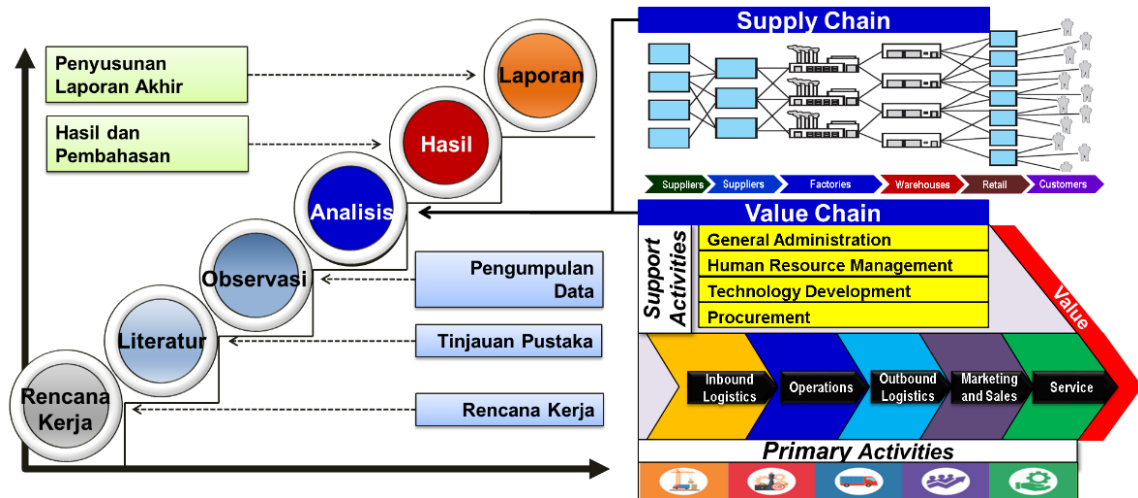 Penyusunan
Laporan Akhir
Hasil dan
Pembahasan
Laporan
Hasil
Analisis
Observasi
Literatur
Rencana
Kerja
Pengumpulan
Data
Tinjauan Pustaka
Rencana Kerja
Supply Chain
Suppliers
Suppliers
Factories
Warehouses
Retail
Customers
Value Chain
Support
Activities
General Administration
Human Resource Management
Technology Development
Procurement
Value
Inbound
Logistics
Operations
Outbound
Logistics
Marketing
and Sales
Service
Primary Activities